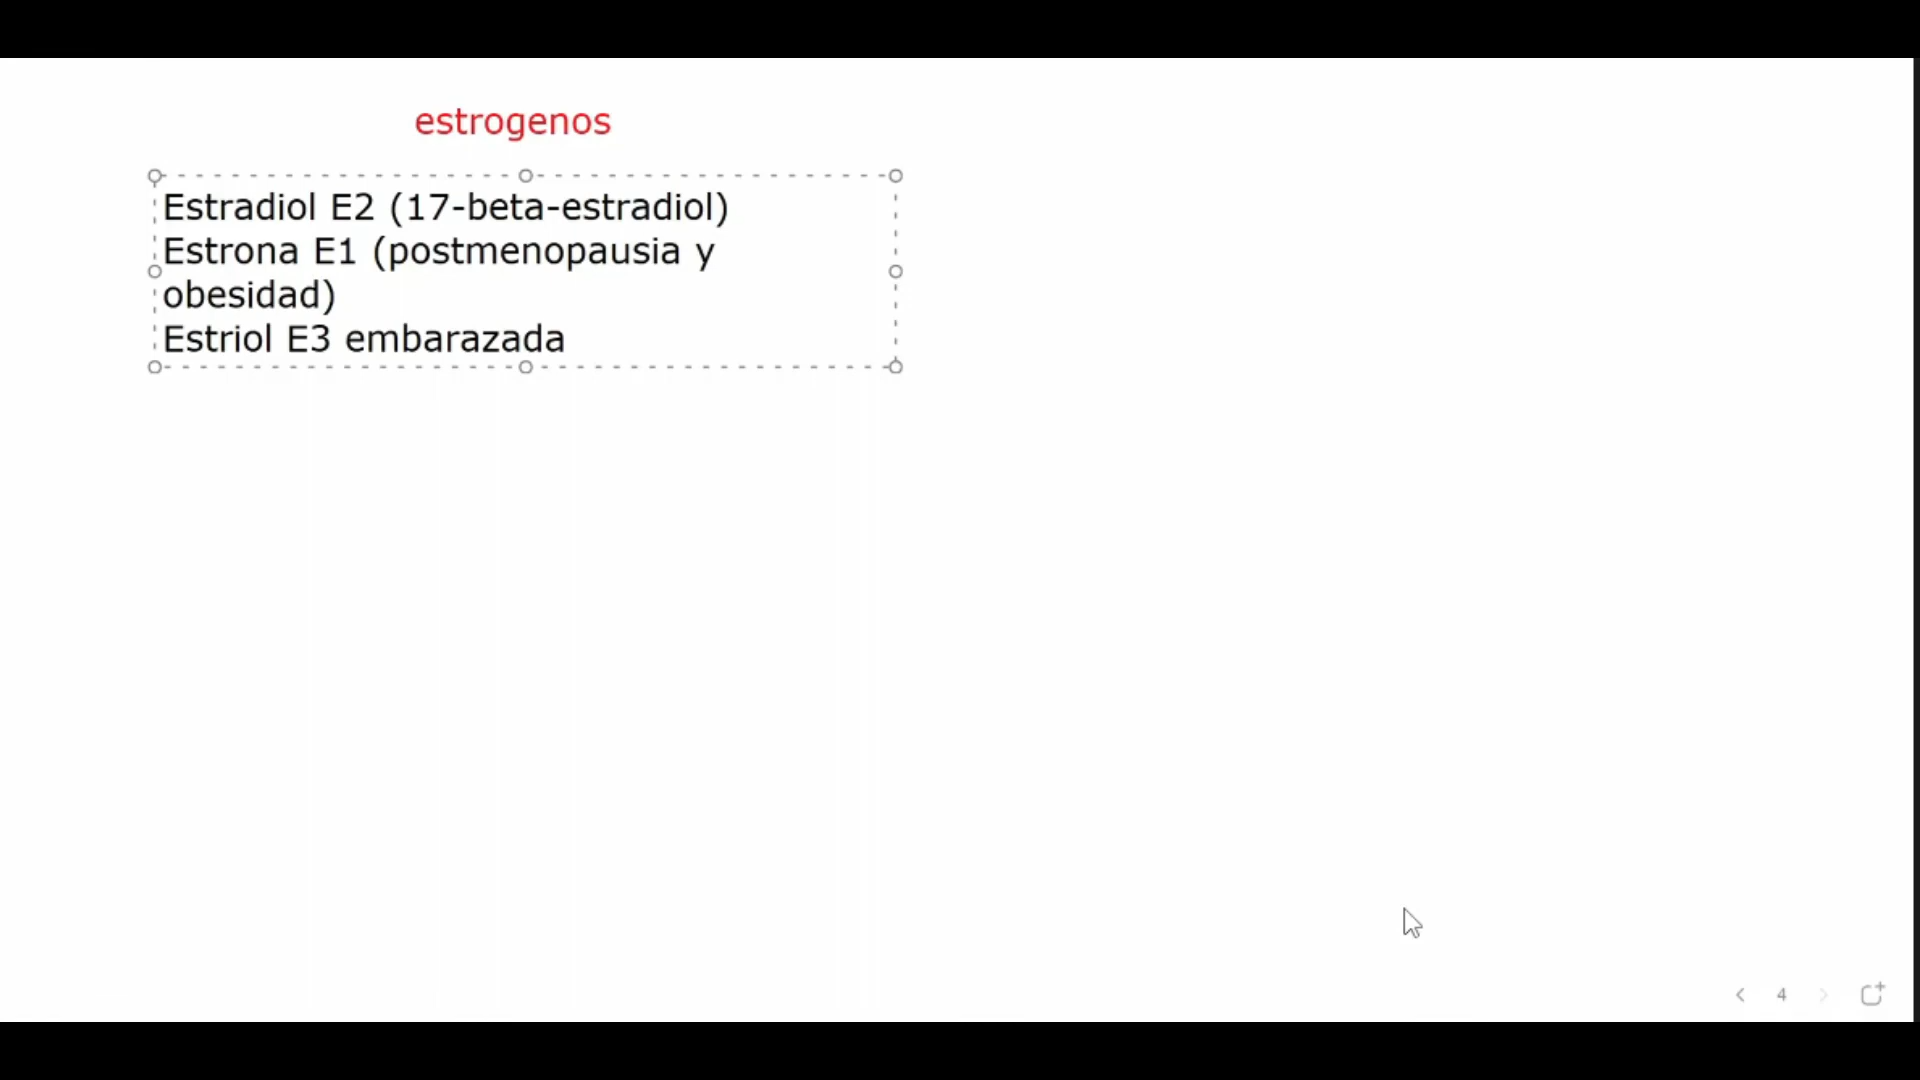 estrogenos
Estradiol E2 (17-beta-estradiol)
Estrona E1 (postmenopausia y
obesidad)
Estriol E3 embarazada
4